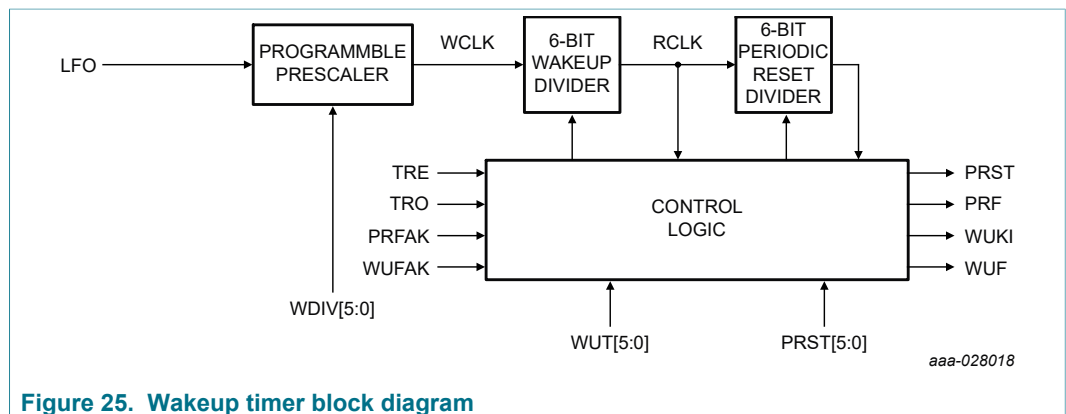 LFO
PROGRAMMBLE
PRESCALER
WCLK
6-BIT
WAKEUP
DIVIDER
RCLK
6-BIT
PERIODIC
RESET
DIVIDER
TRE
TRO
PRFAK
WUFAK
CONTROL
LOGIC
PRST
PRF
WUKI
WUF
WDIV[5:0]
WUT[5:0]
PRST[5:0]
aaa-028018
Figure 25. Wakeup timer block diagram